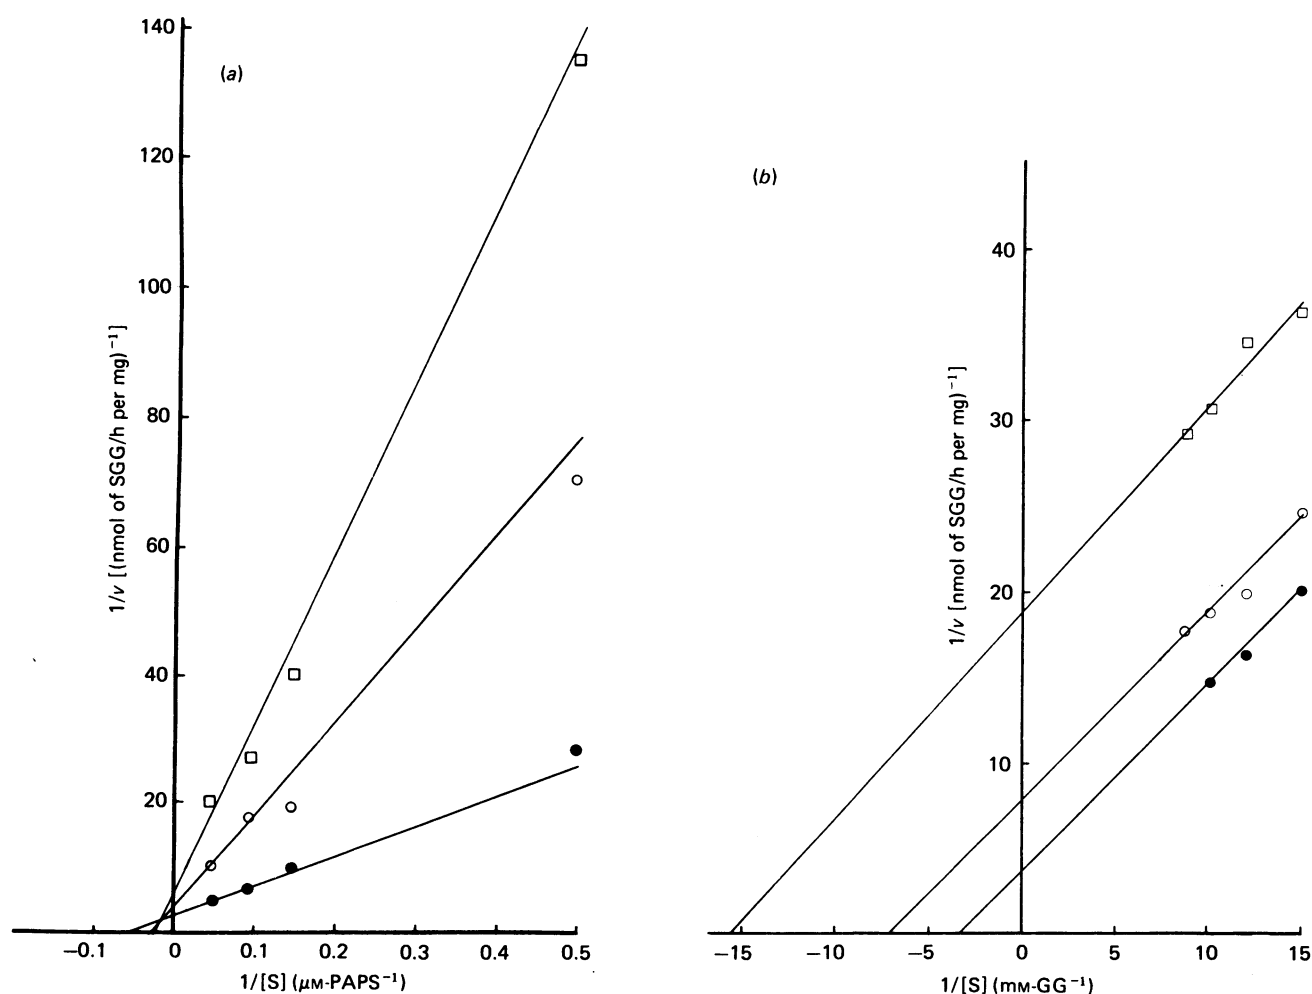 (a)
1/v [(nmol of SGG/h per mg)⁻¹]
140
120
100
80
60
40
20
−0.1 0 0.1 0.2 0.3 0.4 0.5
1/[S] (μM-PAPS⁻¹)
(b)
1/v [nmol of SGG/h per mg)⁻¹]
40
30
20
10
−15 −10 −5 0 5 10 15
1/[S] (mM-GG⁻¹)